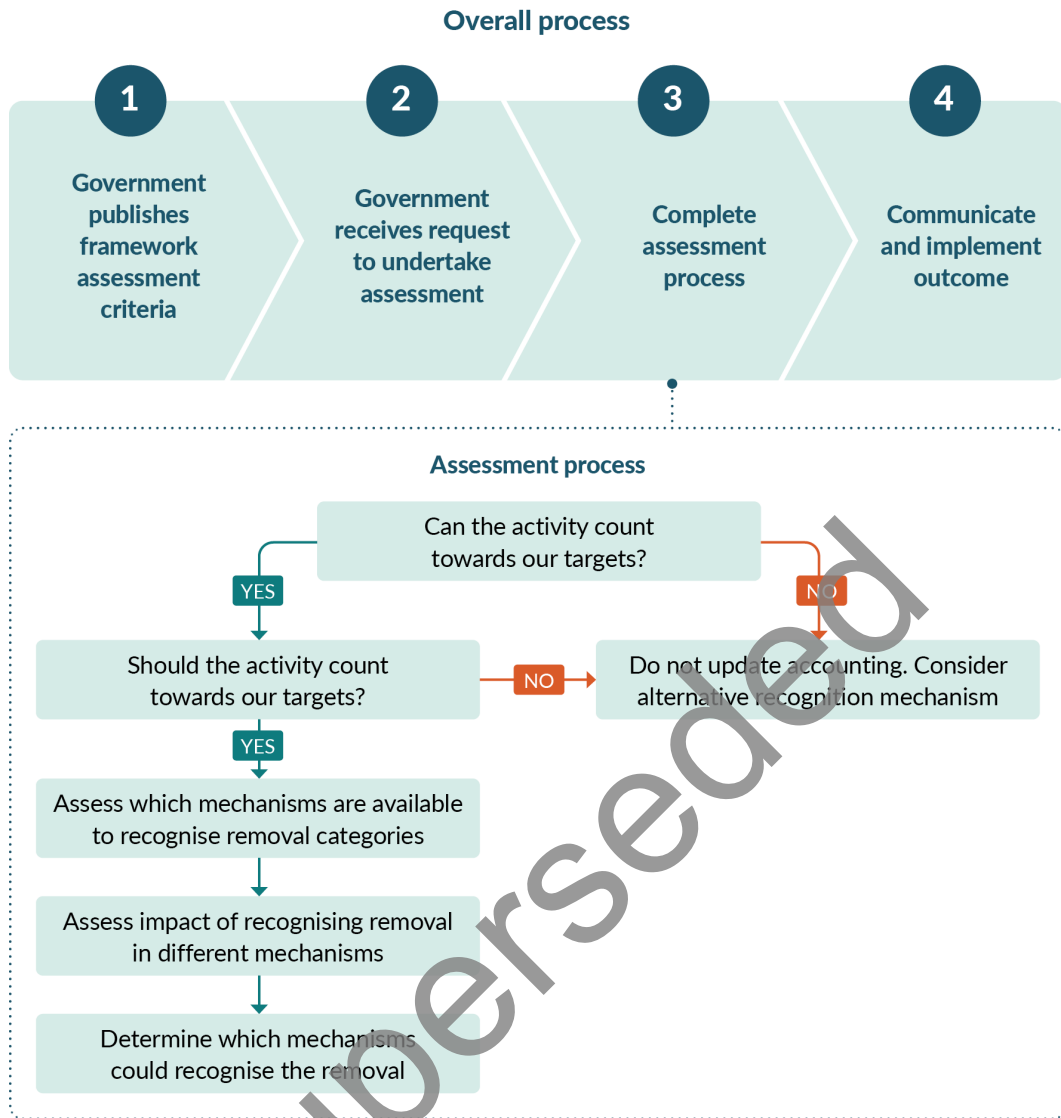 Overall process
1
2
3
4
Government
publishes
framework
assessment
criteria
Government
receives request
to undertake
assessment
Complete
assessment
process
Communicate
and implement
outcome
Assessment process
Can the activity count
towards our targets?
YES
NO
Should the activity count
towards our targets?
NO
Do not update accounting. Consider
alternative recognition mechanism
YES
Assess which mechanisms are available
to recognise removal categories
Assess impact of recognising removal
in different mechanisms
Determine which mechanisms
could recognise the removal